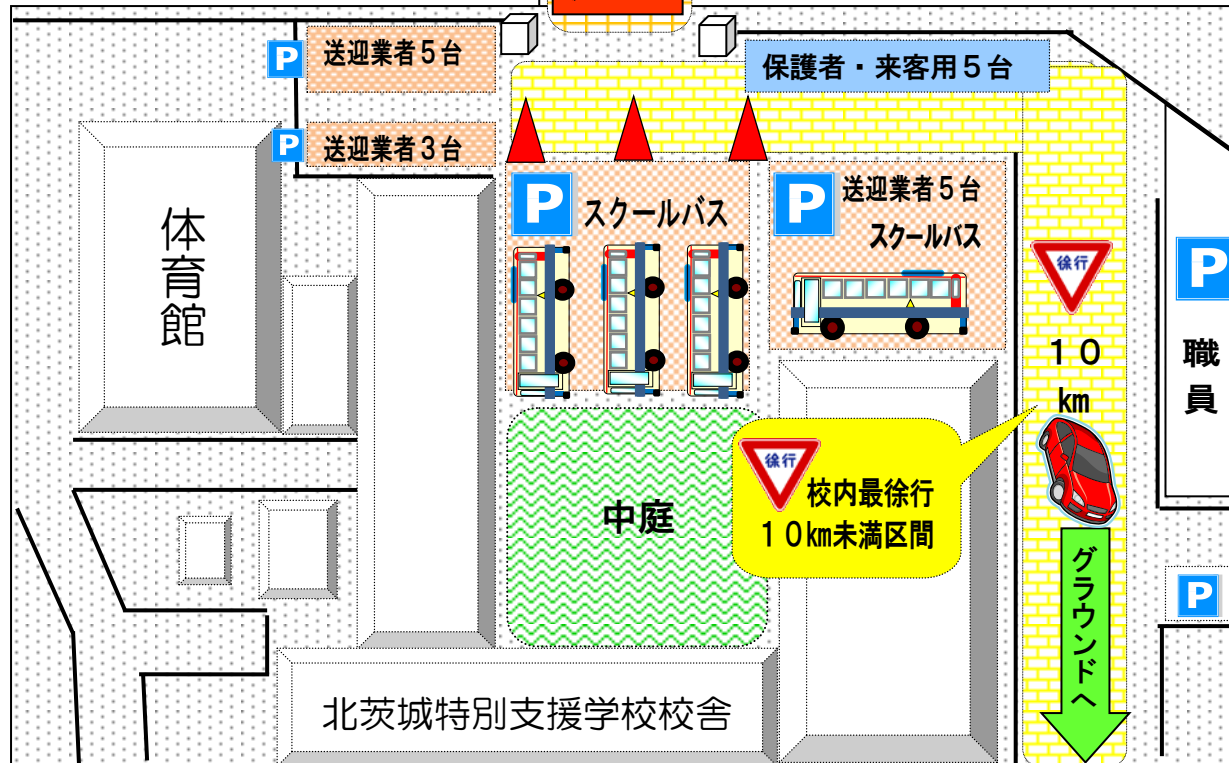 送迎業者５台
P
保護者・来客用５台
送迎業者３台
P
P
スクールバス
P
送迎業者５台
スクールバス
体育館
徐行
１０
km
P
職員
徐行
校内最徐行
１０㎞未満区間
中庭
グラウンドへ
P
北茨城特別支援学校校舎